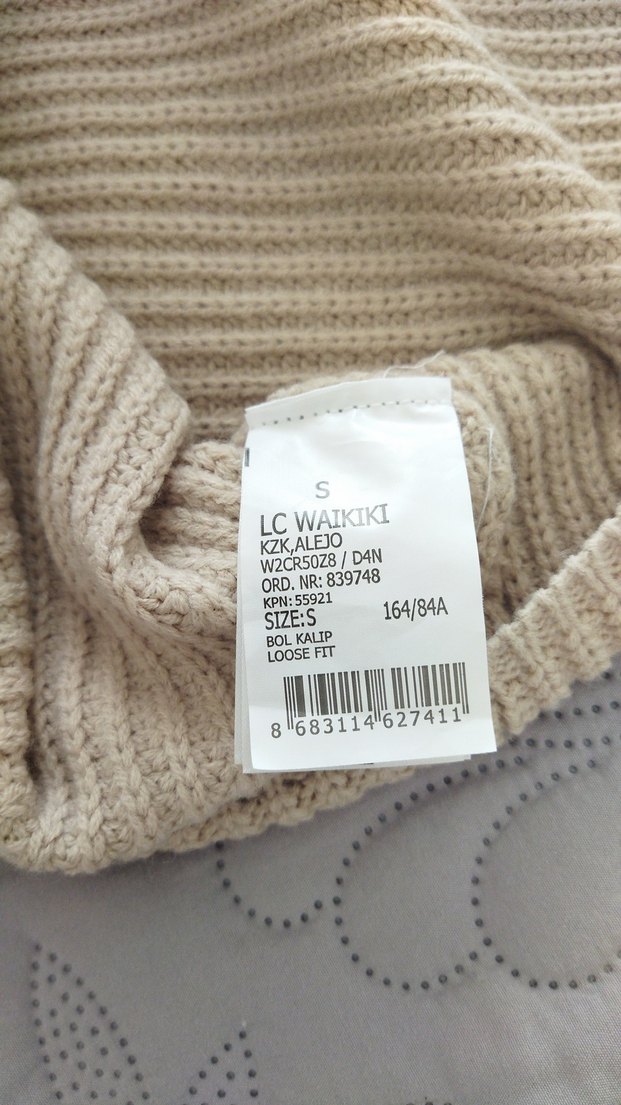 S
LC WAIKIKI
KZK,ALEJO
W2CR50Z8 / D4N
ORD. NR: 839748
KPN: 55921
SIZE: S 164/84A
BOL KALIP
LOOSE FIT
8 683114 627411